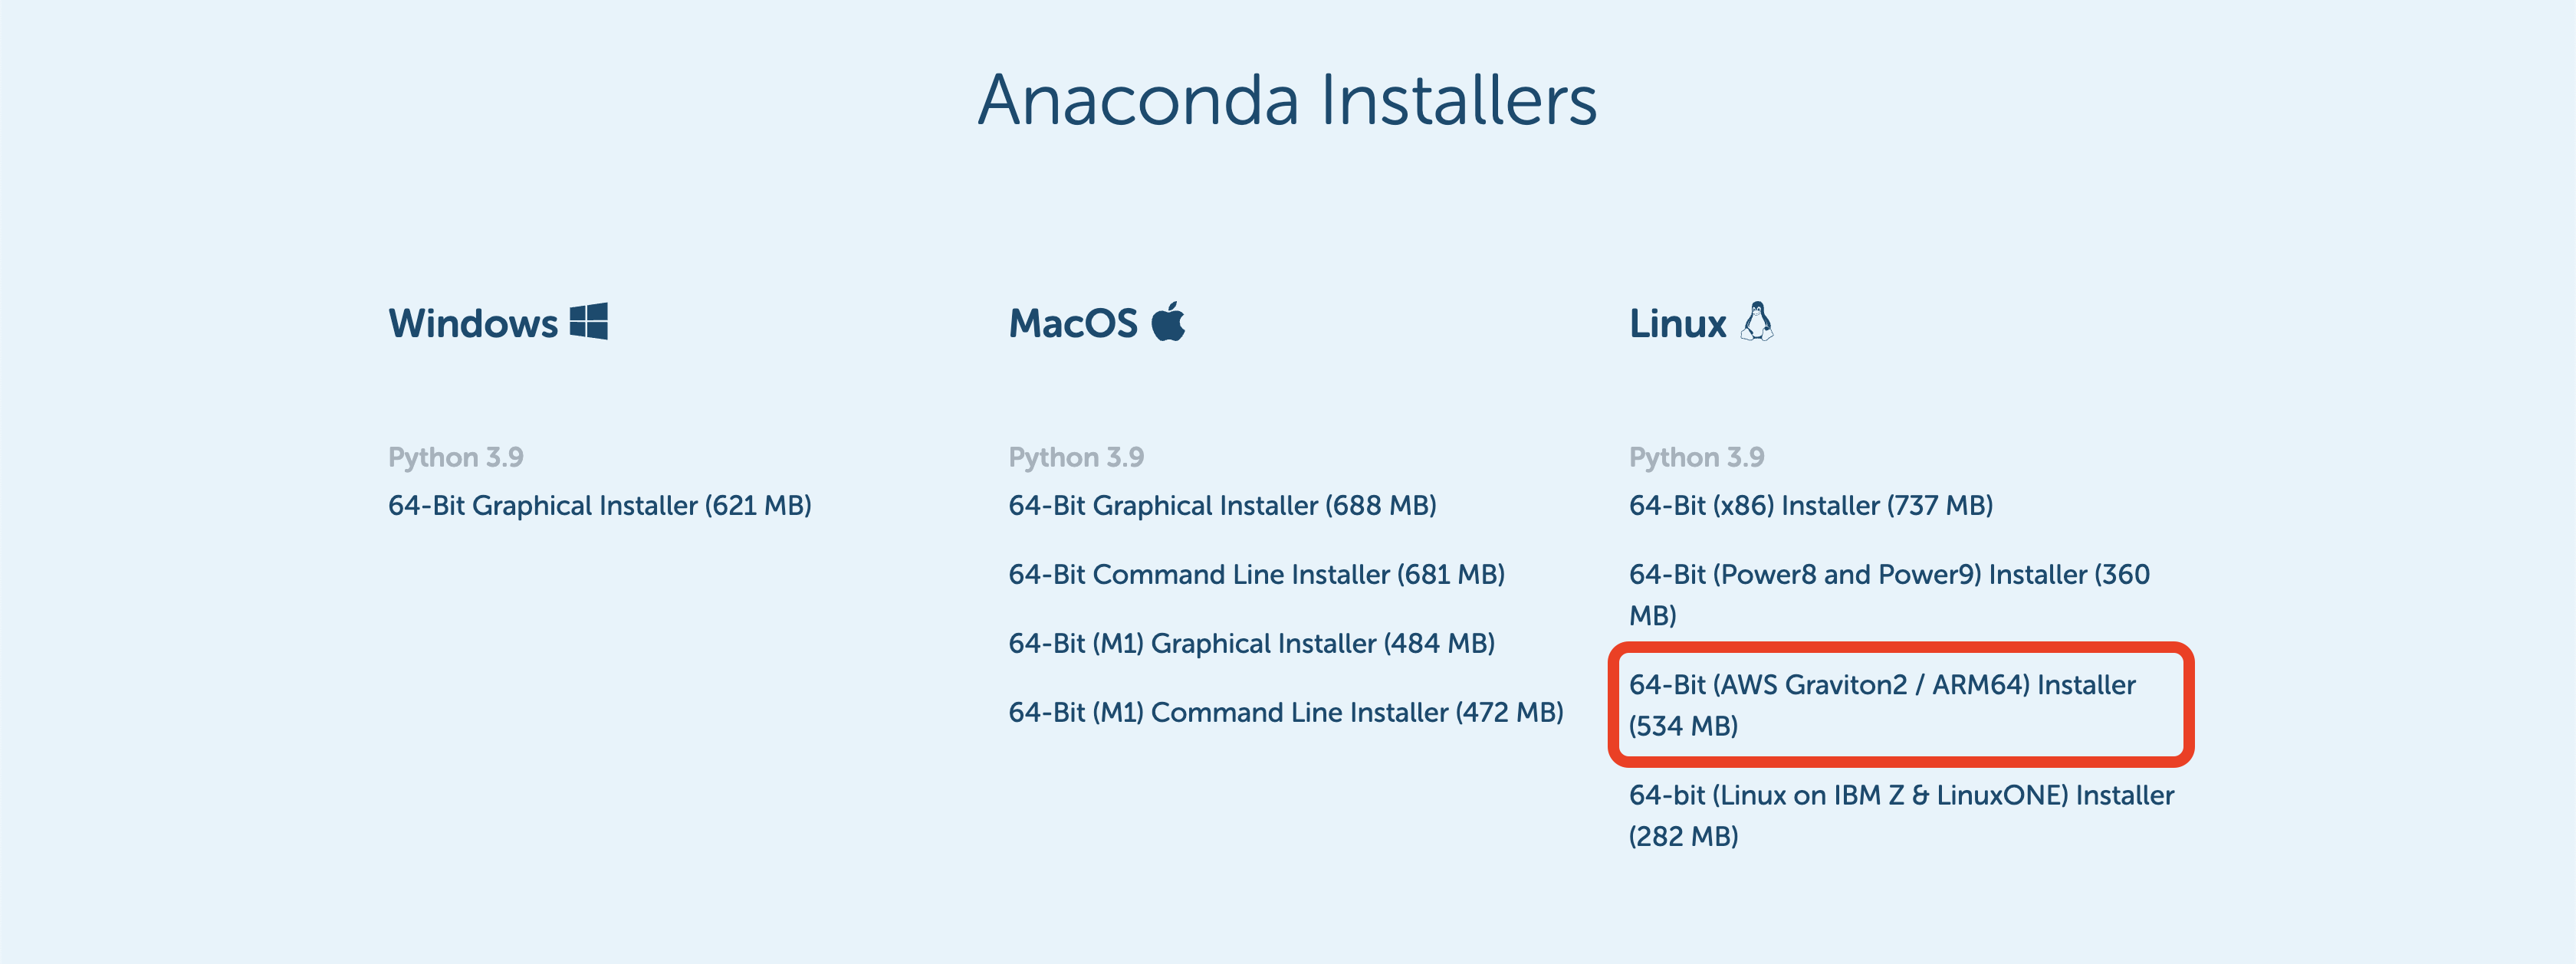 Anaconda Installers
Windows
Python 3.9
64-Bit Graphical Installer (621 MB)
MacOS
Python 3.9
64-Bit Graphical Installer (688 MB)
64-Bit Command Line Installer (681 MB)
64-Bit (M1) Graphical Installer (484 MB)
64-Bit (M1) Command Line Installer (472 MB)
Linux
Python 3.9
64-Bit (x86) Installer (737 MB)
64-Bit (Power8 and Power9) Installer (360
MB)
64-Bit (AWS Graviton2 / ARM64) Installer
(534 MB)
64-bit (Linux on IBM Z & LinuxONE) Installer
(282 MB)